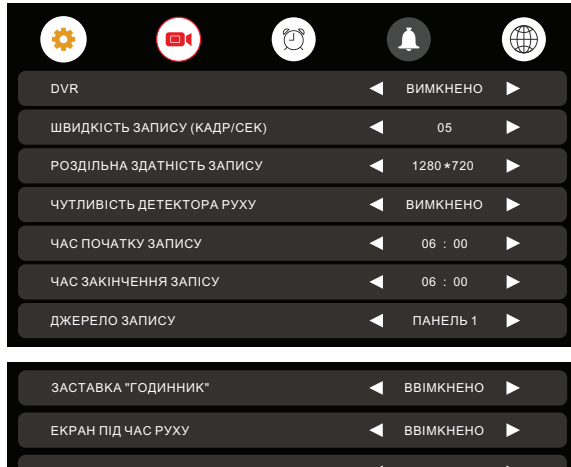 DVR ВИМКНЕНО
ШВИДКІСТЬ ЗАПИСУ (КАДР/СЕК) 05
РОЗДІЛЬНА ЗДАТНІСТЬ ЗАПИСУ 1280*720
ЧУТЛИВІСТЬ ДЕТЕКТОРА РУХУ ВИМКНЕНО
ЧАС ПОЧАТКУ ЗАПИСУ 06 : 00
ЧАС ЗАКІНЧЕННЯ ЗАПІСУ 06 : 00
ДЖЕРЕЛО ЗАПИСУ ПАНЕЛЬ 1
ЗАСТАВКА "ГОДИННИК" ВВІМКНЕНО
ЕКРАН ПІД ЧАС РУХУ ВВІМКНЕНО